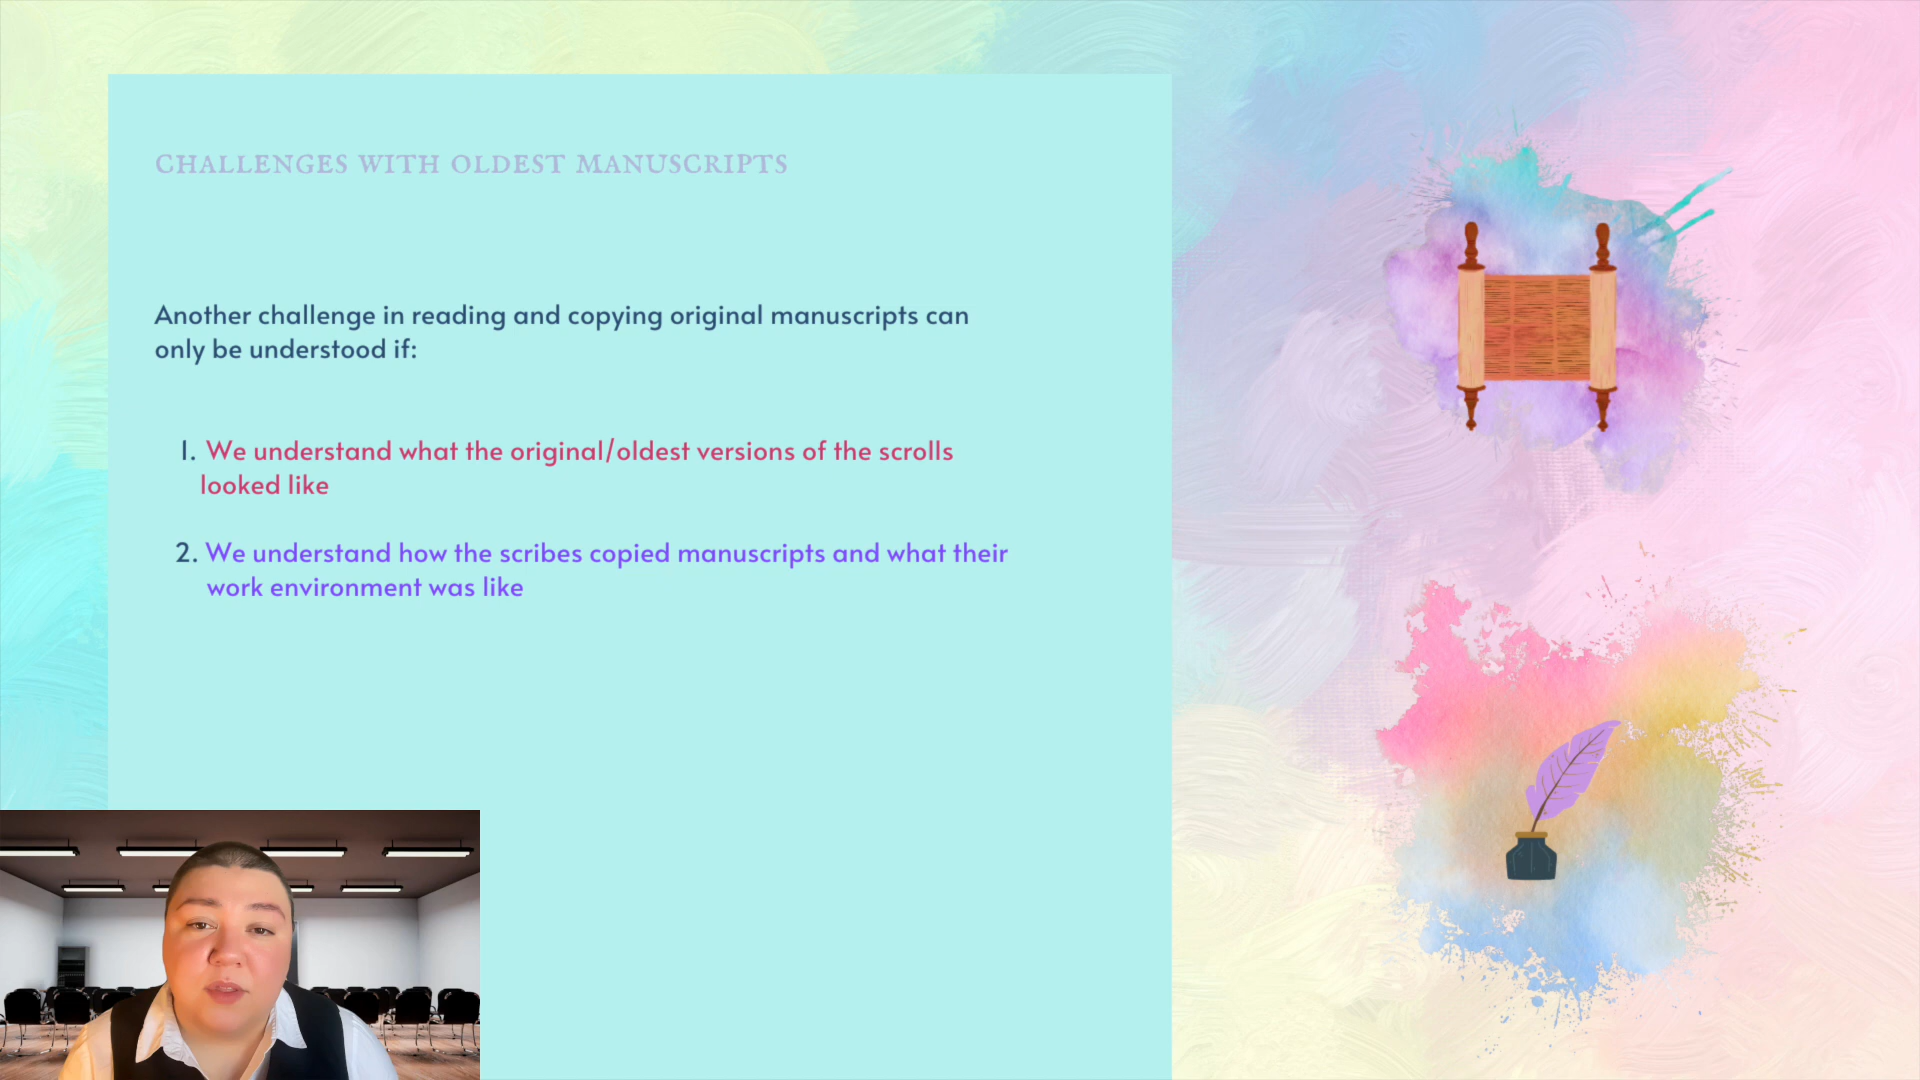 CHALLENGES WITH OLDEST MANUSCRIPTS
Another challenge in reading and copying original manuscripts can
only be understood if:
1. We understand what the original/oldest versions of the scrolls
looked like
2. We understand how the scribes copied manuscripts and what their
work environment was like